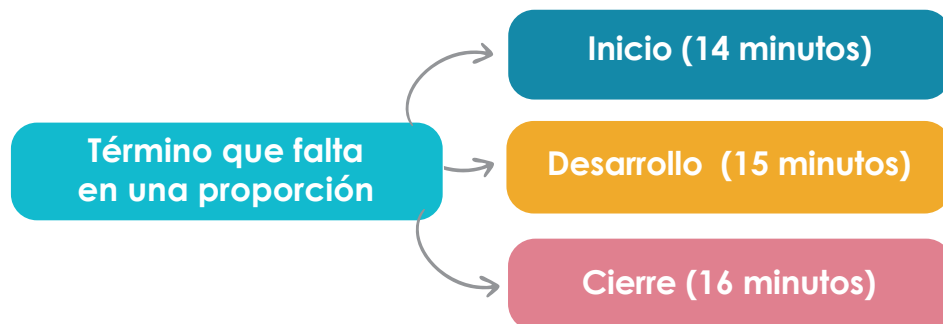 Inicio (14 minutos)
Término que falta
en una proporción
Desarrollo (15 minutos)
Cierre (16 minutos)